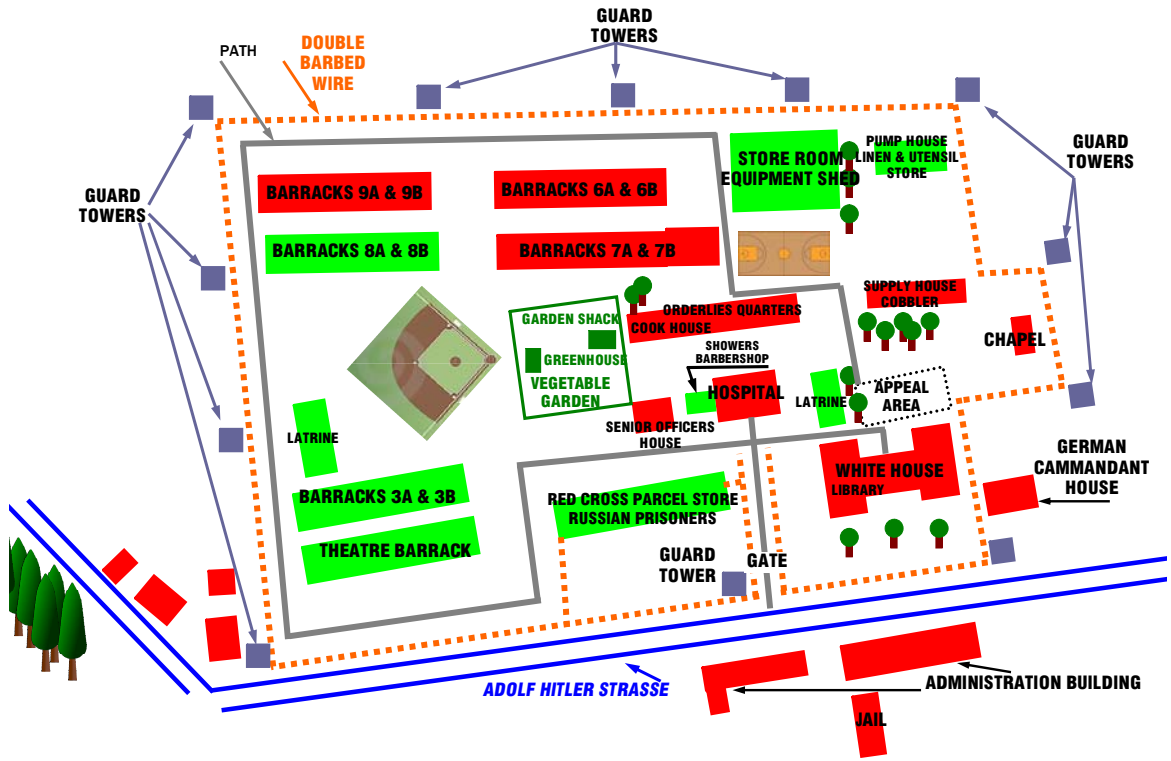 GUARD
TOWERS
PATH
DOUBLE
BARBED
WIRE
PUMP HOUSE
LINEN & UTENSIL
STORE
GUARD
TOWERS
STORE ROOM
EQUIPMENT SHED
GUARD
TOWERS
BARRACKS 9A & 9B
BARRACKS 6A & 6B
BARRACKS 8A & 8B
BARRACKS 7A & 7B
SUPPLY HOUSE
COBBLER
ORDERLIES QUARTERS
COOK HOUSE
GARDEN SHACK
GREENHOUSE
VEGETABLE
GARDEN
SHOWERS
BARBERSHOP
CHAPEL
HOSPITAL
LATRINE
APPEAL
AREA
SENIOR OFFICERS
HOUSE
LATRINE
GERMAN
CAMMANDANT
HOUSE
WHITE HOUSE
LIBRARY
BARRACKS 3A & 3B
RED CROSS PARCEL STORE
RUSSIAN PRISONERS
THEATRE BARRACK
GUARD
TOWER
GATE
ADOLF HITLER STRASSE
ADMINISTRATION BUILDING
JAIL